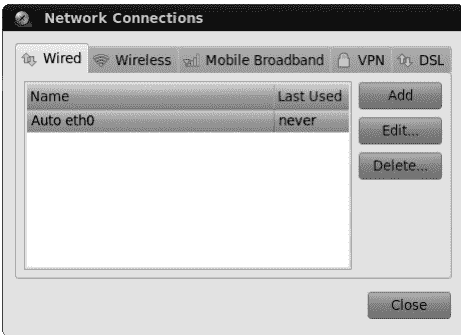 Network Connections
Wired Wireless Mobile Broadband VPN DSL
Name Last Used Add
Auto eth0 never
Edit...
Delete...
Close